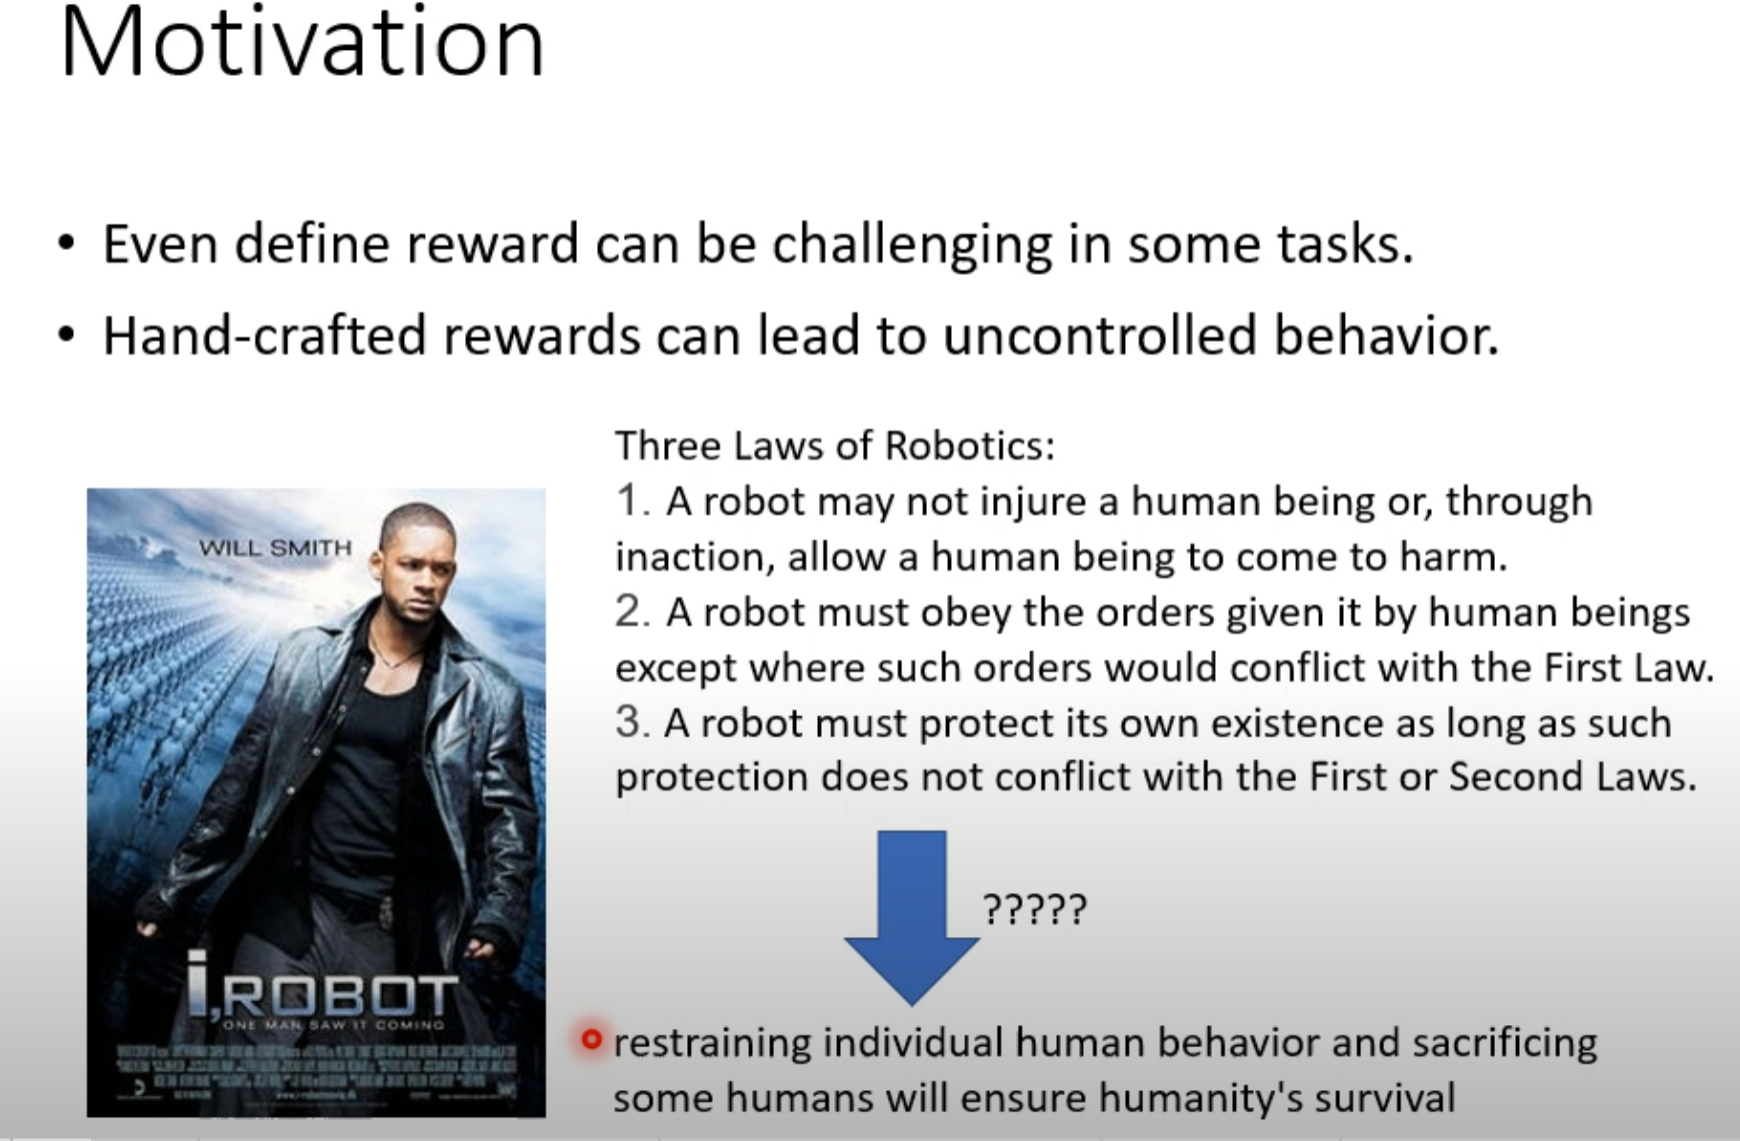 Motivation
• Even define reward can be challenging in some tasks.
• Hand-crafted rewards can lead to uncontrolled behavior.
Three Laws of Robotics:
1. A robot may not injure a human being or, through
inaction, allow a human being to come to harm.
2. A robot must obey the orders given it by human beings
except where such orders would conflict with the First Law.
3. A robot must protect its own existence as long as such
protection does not conflict with the First or Second Laws.
?????
restraining individual human behavior and sacrificing
some humans will ensure humanity's survival
WILL SMITH
i,ROBOT
ONE MAN SAW IT COMING